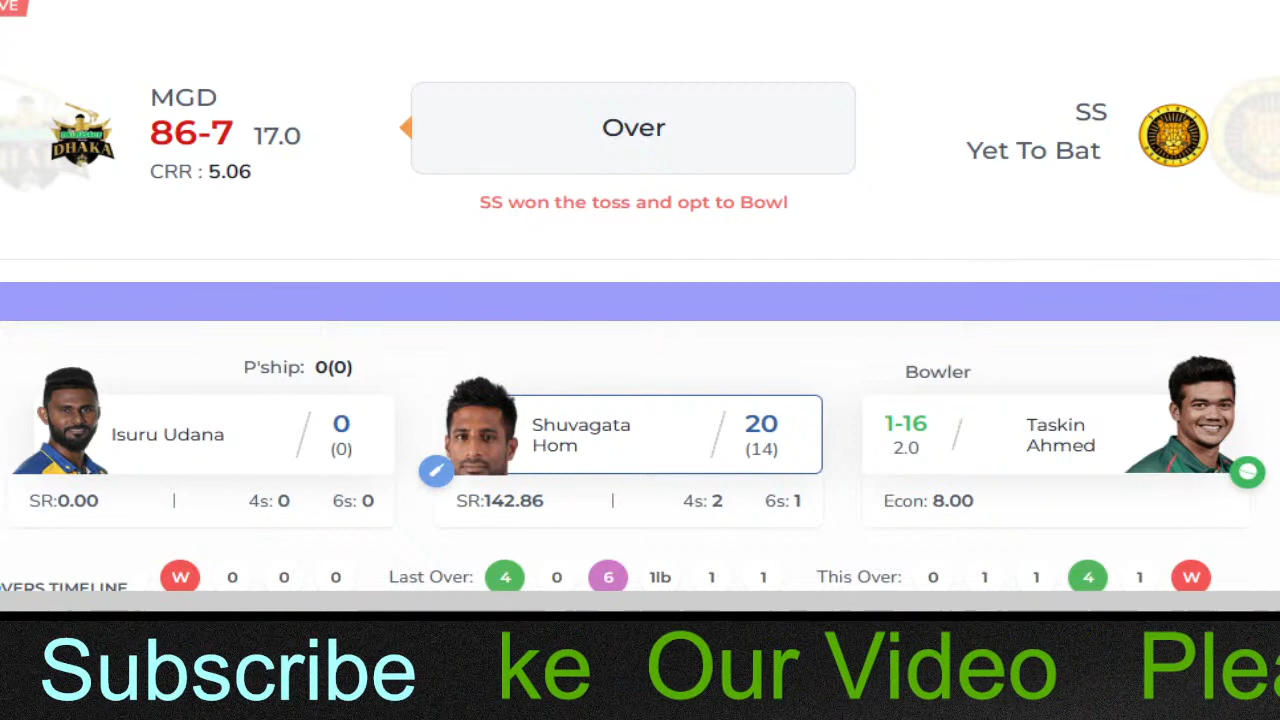 VE
MGD
86-7 17.0
CRR : 5.06
Over
SS won the toss and opt to Bowl
SS
Yet To Bat
DHAKA
P'ship: 0(0)
Isuru Udana
0
(0)
SR:0.00 | 4s: 0 6s: 0
Shuvagata
Hom
20
(14)
SR:142.86 | 4s: 2 6s: 1
Bowler
1-16
2.0
Taskin
Ahmed
Econ: 8.00
OVERS TIMELINE W 0 0 0 Last Over: 4 0 6 1lb 1 1 This Over: 0 1 1 4 1 W
Subscribe ke Our Video Plea